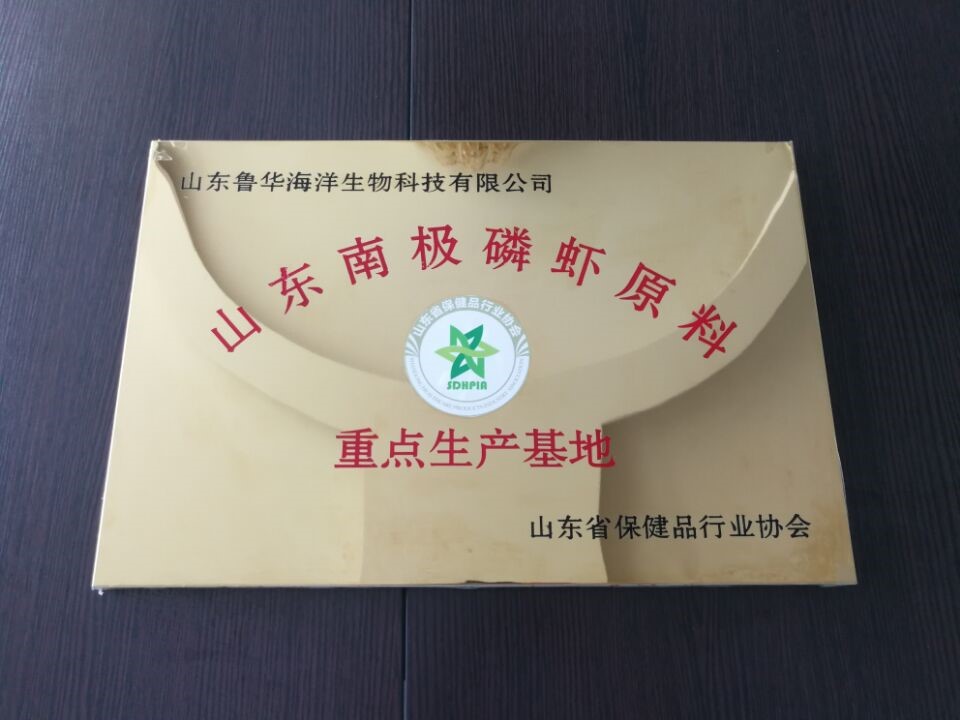 山东鲁华海洋生物科技有限公司
山东南极磷虾原料
山东省保健品行业协会
SDHPIA
重点生产基地
山东省保健品行业协会